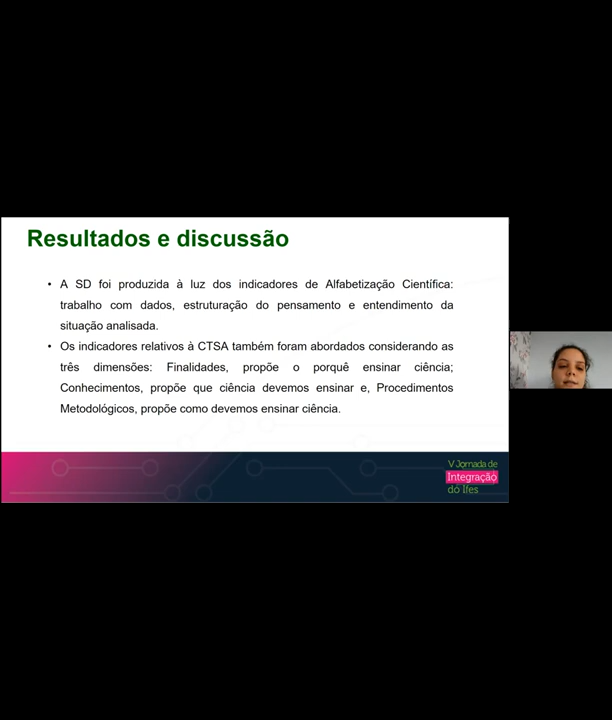 Resultados e discussão
• A SD foi produzida à luz dos indicadores de Alfabetização Científica:
trabalho com dados, estruturação do pensamento e entendimento da
situação analisada.
• Os indicadores relativos à CTSA também foram abordados considerando as
três dimensões: Finalidades, propõe o porquê ensinar ciência;
Conhecimentos, propõe que ciência devemos ensinar e, Procedimentos
Metodológicos, propõe como devemos ensinar ciência.
V Jornada de
Integração
do Ifes